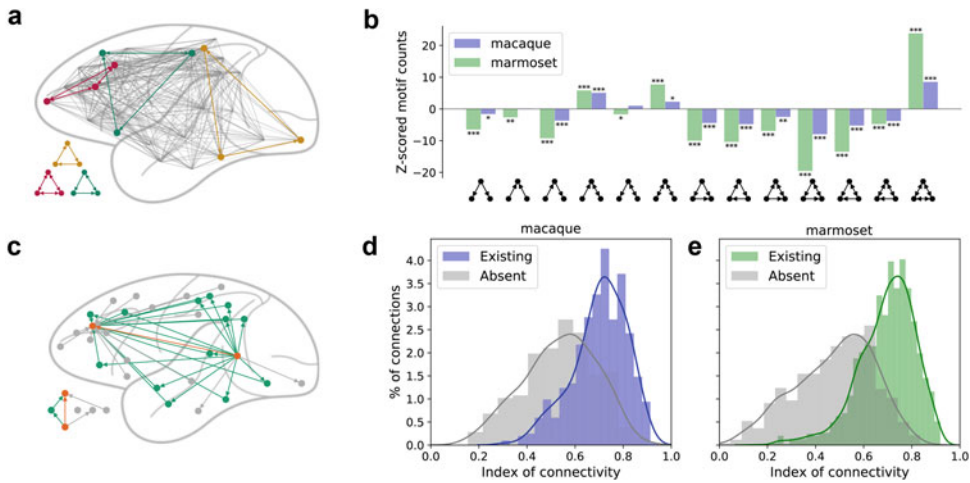 a
b
macaque
marmoset
Z-scored motif counts
20
10
0
−10
−20
***
*
**
***
***
***
***
*
***
*
***
***
***
***
***
**
***
***
***
***
***
***
***
***
c
d
macaque
Existing
Absent
% of connections
4.0
3.5
3.0
2.5
2.0
1.5
1.0
0.5
0.0
0.0 0.2 0.4 0.6 0.8 1.0
Index of connectivity
e
marmoset
Existing
Absent
0.0 0.2 0.4 0.6 0.8 1.0
Index of connectivity